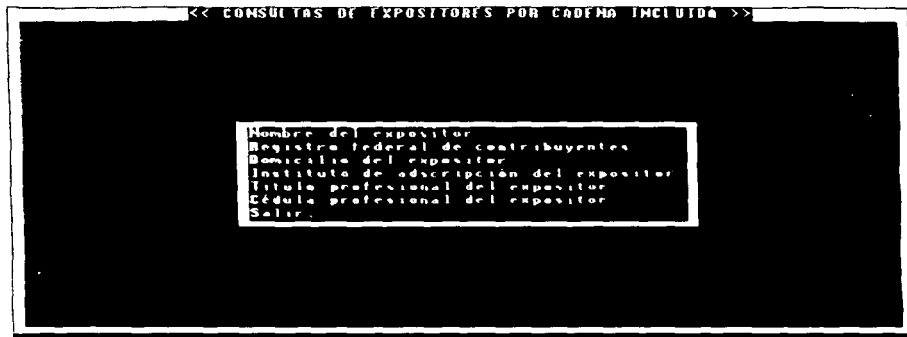 << CONSULTAS DE EXPOSITORES POR CADENA INCLUIDA >>
Nombre del expositor
Registro federal de contribuyentes
Domicilio del expositor
Instituto de adscripción del expositor
Título profesional del expositor
Cédula profesional del expositor
Salir.